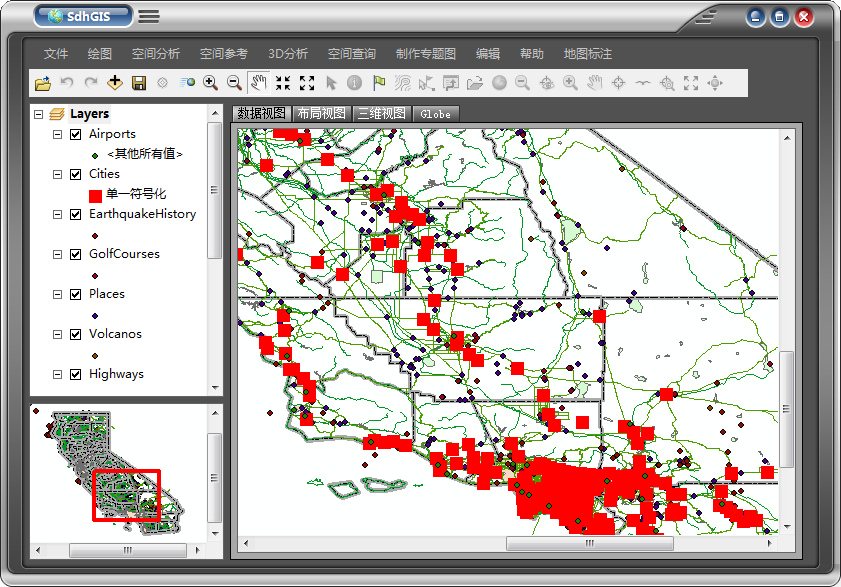 SdhGIS
文件 绘图 空间分析 空间参考 3D分析 空间查询 制作专题图 编辑 帮助 地图标注
Layers
Airports
<其他所有值>
Cities
单一符号化
EarthquakeHistory
GolfCourses
Places
Volcanos
Highways
数据视图 布局视图 三维视图 Globe